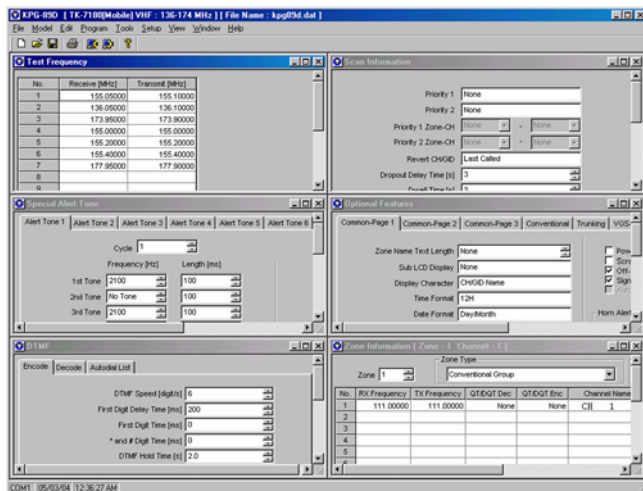 KPG-89D [ TK-7180[Mobile] VHF : 136-174 MHz ] [ File Name : kpg89d.dat ]
File Model Edit Program Tools Setup View Window Help
Test Frequency
No. Receive [MHz] Transmit [MHz]
1 155.05000 155.10000
2 136.05000 136.10000
3 173.95000 173.90000
4 155.00000 155.00000
5 155.20000 155.20000
6 155.40000 155.40000
7 177.95000 177.90000
8
9
Scan Information
Priority 1 None
Priority 2 None
Priority 1 Zone-CH None - None
Priority 2 Zone-CH None - None
Revert CH/GID Last Called
Dropout Delay Time [s] 3
Dwell Time [s] 3
Special Alert Tone
Alert Tone 1 Alert Tone 2 Alert Tone 3 Alert Tone 4 Alert Tone 5 Alert Tone 6
Cycle 1
Frequency [Hz] Length [ms]
1st Tone 2100 100
2nd Tone No Tone 100
3rd Tone 2100 100
Optional Features
Common-Page 1 Common-Page 2 Common-Page 3 Conventional Trunking VGS-
Zone Name Text Length None
Sub LCD Display None
Display Character CH/GID Name
Time Format 12H
Date Format Day/Month
Pow
Scro
Off-
Sign
Horn Alert
DTMF
Encode Decode Autodial List
DTMF Speed [digit/s] 6
First Digit Delay Time [ms] 200
First Digit Time [ms] 0
* and # Digit Time [ms] 0
DTMF Hold Time [s] 2.0
Zone Information [ Zone - 1 Channel - 1 ]
Zone 1
Zone Type
Conventional Group
No. RX Frequency TX Frequency QT/DQT Dec QT/DQT Enc Channel Name
1 111.00000 111.00000 None None CH 1
2
3
4
5
6
COM1 05/03/04 12:36:27 AM